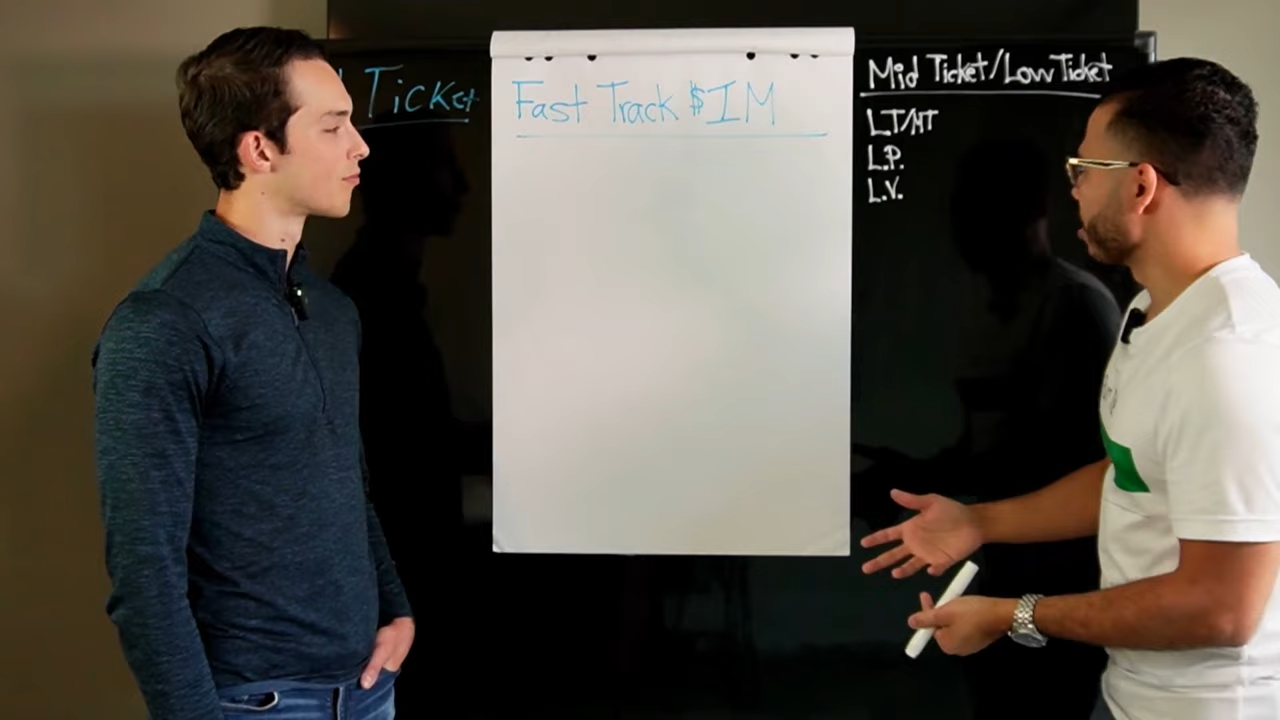 Ticket
Fast Track $1M
Mid Ticket/Low Ticket
LT/MT
L.P.
L.V.